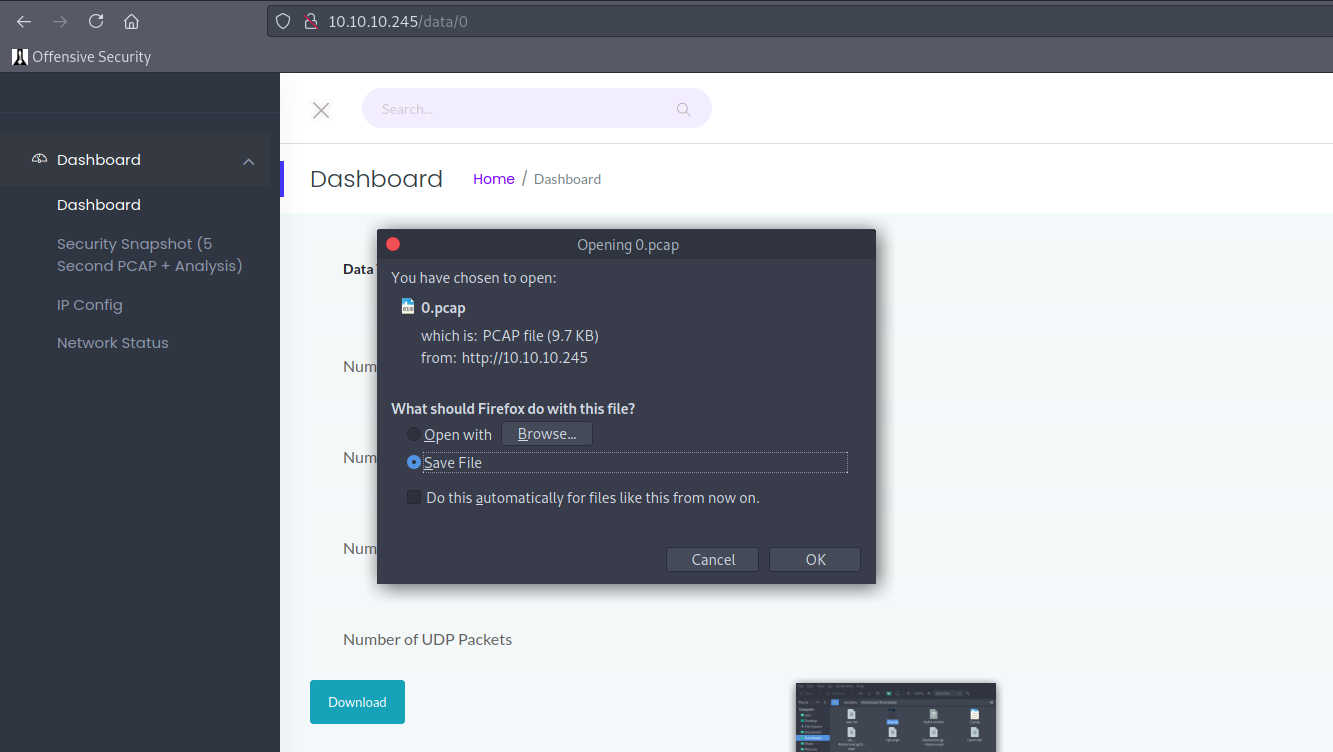 10.10.10.245/data/0
Offensive Security
Search...
Dashboard
Dashboard
Security Snapshot (5
Second PCAP + Analysis)
IP Config
Network Status
Dashboard
Home / Dashboard
Data
Num
Num
Num
Number of UDP Packets
Download
Opening 0.pcap
You have chosen to open:
0.pcap
which is: PCAP file (9.7 KB)
from: http://10.10.10.245
What should Firefox do with this file?
Open with
Browse...
Save File
Do this automatically for files like this from now on.
Cancel
OK